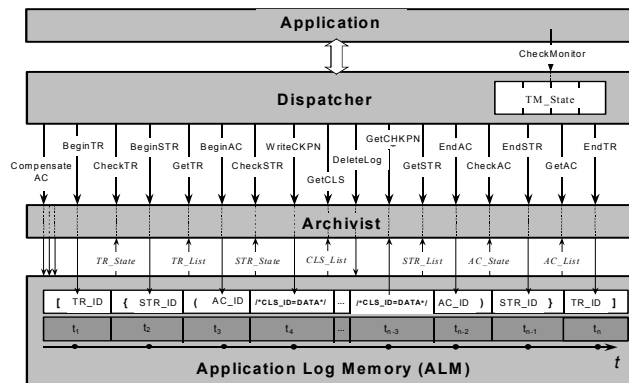 Application
CheckMonitor
TM_State
Dispatcher
BeginTR BeginSTR BeginAC WriteCKPN GetCHKPN EndAC EndSTR EndTR
Compensate AC CheckTR GetTR CheckSTR GetCLS DeleteLog GetSTR CheckAC GetAC
Archivist
TR_State TR_List STR_State CLS_List STR_List AC_State AC_List
[ TR_ID { STR_ID ( AC_ID /*CLS_ID=DATA*/ ... /*CLS_ID=DATA*/ AC_ID ) STR_ID } TR_ID ]
t1 t2 t3 t4 ... tn-3 tn-2 tn-1 tn
t
Application Log Memory (ALM)